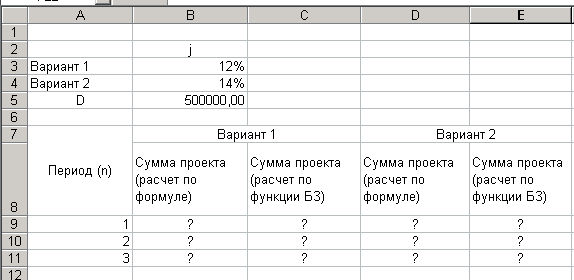 A B C D E
1
2 j
3 Вариант 1 12%
4 Вариант 2 14%
5 D 500000,00
6
7 Вариант 1 Вариант 2
8 Период (n) Сумма проекта (расчет по формуле) Сумма проекта (расчет по функции БЗ) Сумма проекта (расчет по формуле) Сумма проекта (расчет по функции БЗ)
9 1 ? ? ? ?
10 2 ? ? ? ?
11 3 ? ? ? ?
12